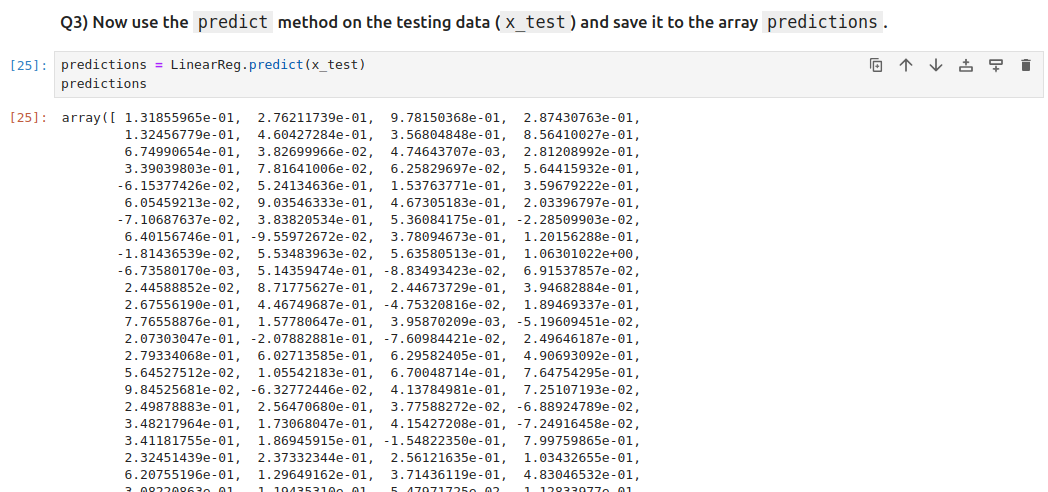 Q3) Now use the predict method on the testing data ( x_test ) and save it to the array predictions .
[25]: predictions = LinearReg.predict(x_test)
predictions
[25]: array([ 1.31855965e-01, 2.76211739e-01, 9.78150368e-01, 2.87430763e-01,
1.32456779e-01, 4.60427284e-01, 3.56804848e-01, 8.56410027e-01,
6.74990654e-01, 3.82699966e-02, 4.74643707e-03, 2.81208992e-01,
3.39039803e-01, 7.81641006e-02, 6.25829697e-02, 5.64415932e-01,
-6.15377426e-02, 5.24134636e-01, 1.53763771e-01, 3.59679222e-01,
6.05459213e-02, 9.03546333e-01, 4.67305183e-01, 2.03396797e-01,
-7.10687637e-02, 3.83820534e-01, 5.36084175e-01, -2.28509903e-02,
6.40156746e-01, -9.55972672e-02, 3.78094673e-01, 1.20156288e-01,
-1.81436539e-02, 5.53483963e-02, 5.63580513e-01, 1.06301022e+00,
-6.73580170e-03, 5.14359474e-01, -8.83493423e-02, 6.91537857e-02,
2.44588852e-02, 8.71775627e-01, 2.44673729e-01, 3.94682884e-01,
2.67556190e-01, 4.46749687e-01, -4.75320816e-02, 1.89469337e-01,
7.76558876e-01, 1.57780647e-01, 3.95870209e-03, -5.19609451e-02,
2.07303047e-01, -2.07882881e-01, -7.60984421e-02, 2.49646187e-01,
2.79334068e-01, 6.02713585e-01, 6.29582405e-01, 4.90693092e-01,
5.64527512e-02, 1.05542183e-01, 6.70048714e-01, 7.64754295e-01,
9.84525681e-02, -6.32772446e-02, 4.13784981e-01, 7.25107193e-02,
2.49878883e-01, 2.56470680e-01, 3.77588272e-02, -6.88924789e-02,
3.48217964e-01, 1.73068047e-01, 4.15427208e-01, -7.24916458e-02,
3.41181755e-01, 1.86945915e-01, -1.54822350e-01, 7.99759865e-01,
2.32451439e-01, 2.37332344e-01, 2.56121635e-01, 1.03432655e-01,
6.20755196e-01, 1.29649162e-01, 3.71436119e-01, 4.83046532e-01,
3.08220863e-01, 1.19435310e-01, 5.47971725e-02, 1.12833977e-01,